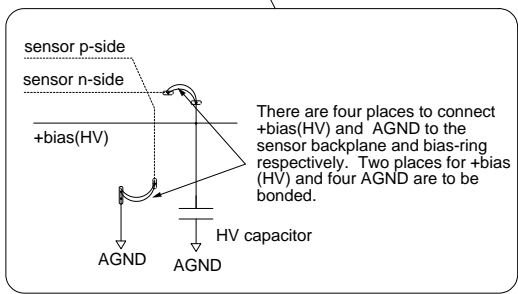 sensor p-side
sensor n-side
+bias(HV)
There are four places to connect
+bias(HV) and AGND to the
sensor backplane and bias-ring
respectively. Two places for +bias
(HV) and four AGND are to be
bonded.
HV capacitor
AGND
AGND